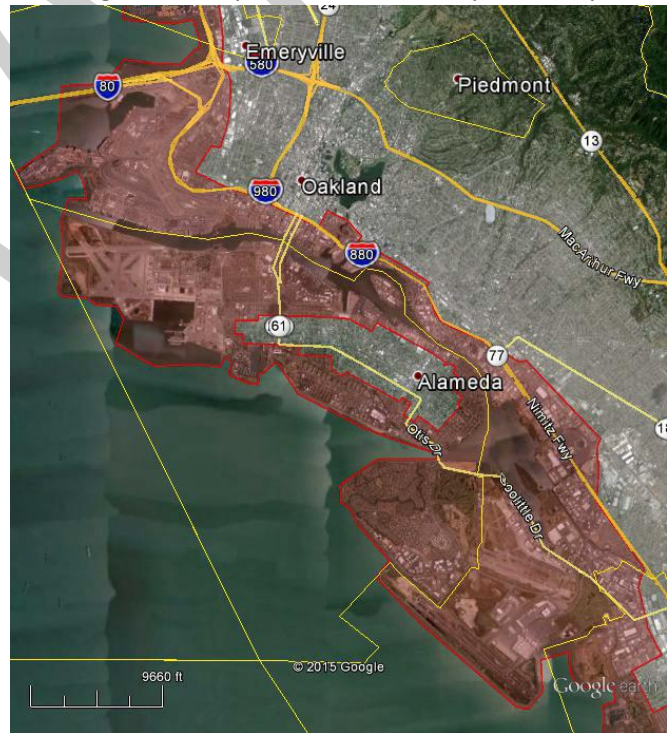 24
Emeryville
580
80
Piedmont
13
Oakland
980
MacArthur Fwy
880
61
77
Alameda
Nimitz Fwy
Otis Dr
Doolittle Dr
© 2015 Google
9660 ft
Google earth